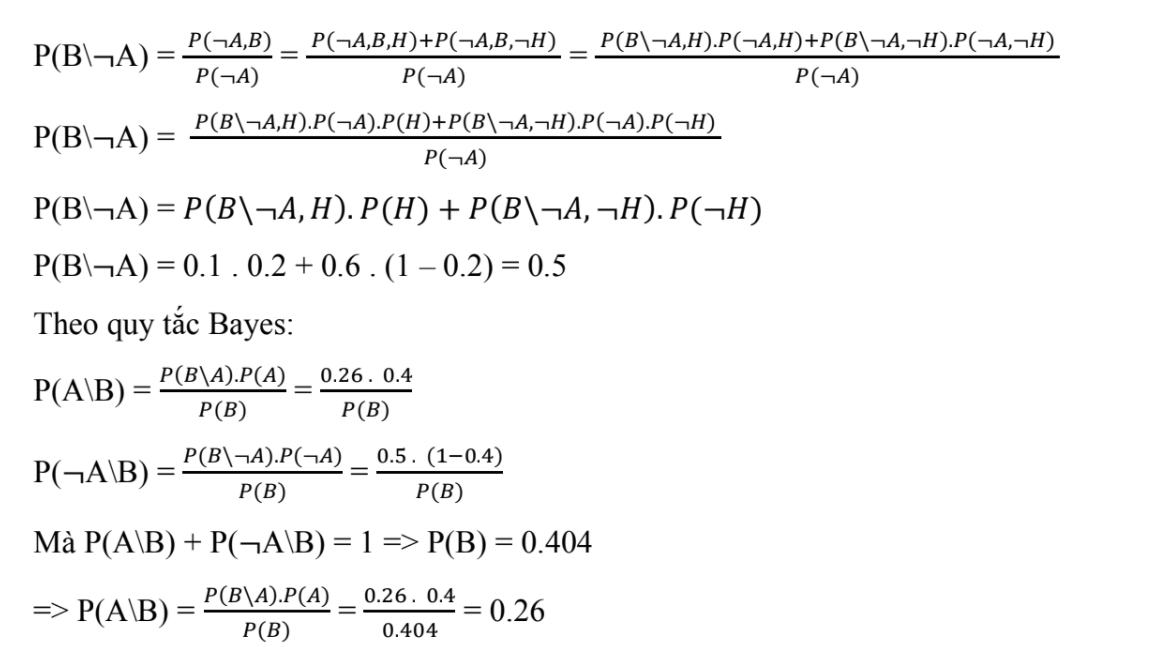 P(B\¬A) = P(¬A,B)/P(¬A) = P(¬A,B,H)+P(¬A,B,¬H)/P(¬A) = P(B\¬A,H).P(¬A,H)+P(B\¬A,¬H).P(¬A,¬H)/P(¬A)
P(B\¬A) = P(B\¬A,H).P(¬A).P(H)+P(B\¬A,¬H).P(¬A).P(¬H)/P(¬A)
P(B\¬A) = P(B\¬A, H). P(H) + P(B\¬A, ¬H). P(¬H)
P(B\¬A) = 0.1 . 0.2 + 0.6 . (1 – 0.2) = 0.5
Theo quy tắc Bayes:
P(A\B) = P(B\A).P(A)/P(B) = 0.26 . 0.4/P(B)
P(¬A\B) = P(B\¬A).P(¬A)/P(B) = 0.5 . (1−0.4)/P(B)
Mà P(A\B) + P(¬A\B) = 1 => P(B) = 0.404
=> P(A\B) = P(B\A).P(A)/P(B) = 0.26 . 0.4/0.404 = 0.26